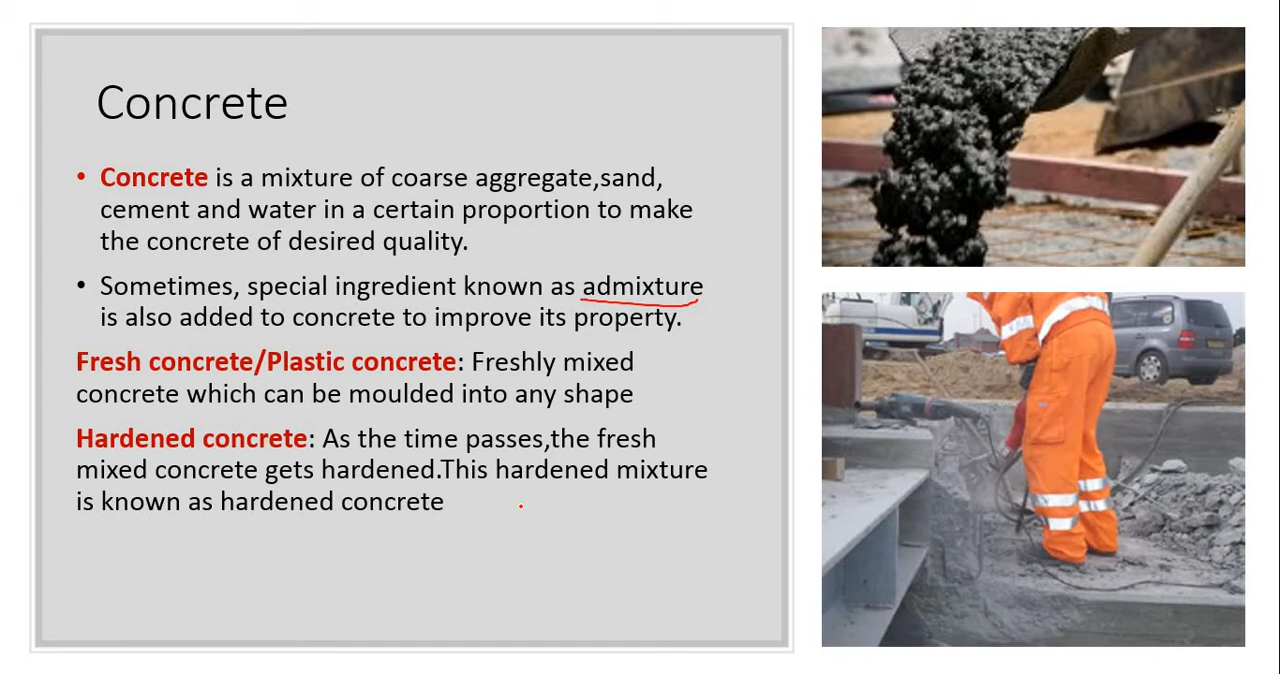 Concrete
• Concrete is a mixture of coarse aggregate,sand,
cement and water in a certain proportion to make
the concrete of desired quality.
• Sometimes, special ingredient known as admixture
is also added to concrete to improve its property.
Fresh concrete/Plastic concrete: Freshly mixed
concrete which can be moulded into any shape
Hardened concrete: As the time passes,the fresh
mixed concrete gets hardened.This hardened mixture
is known as hardened concrete